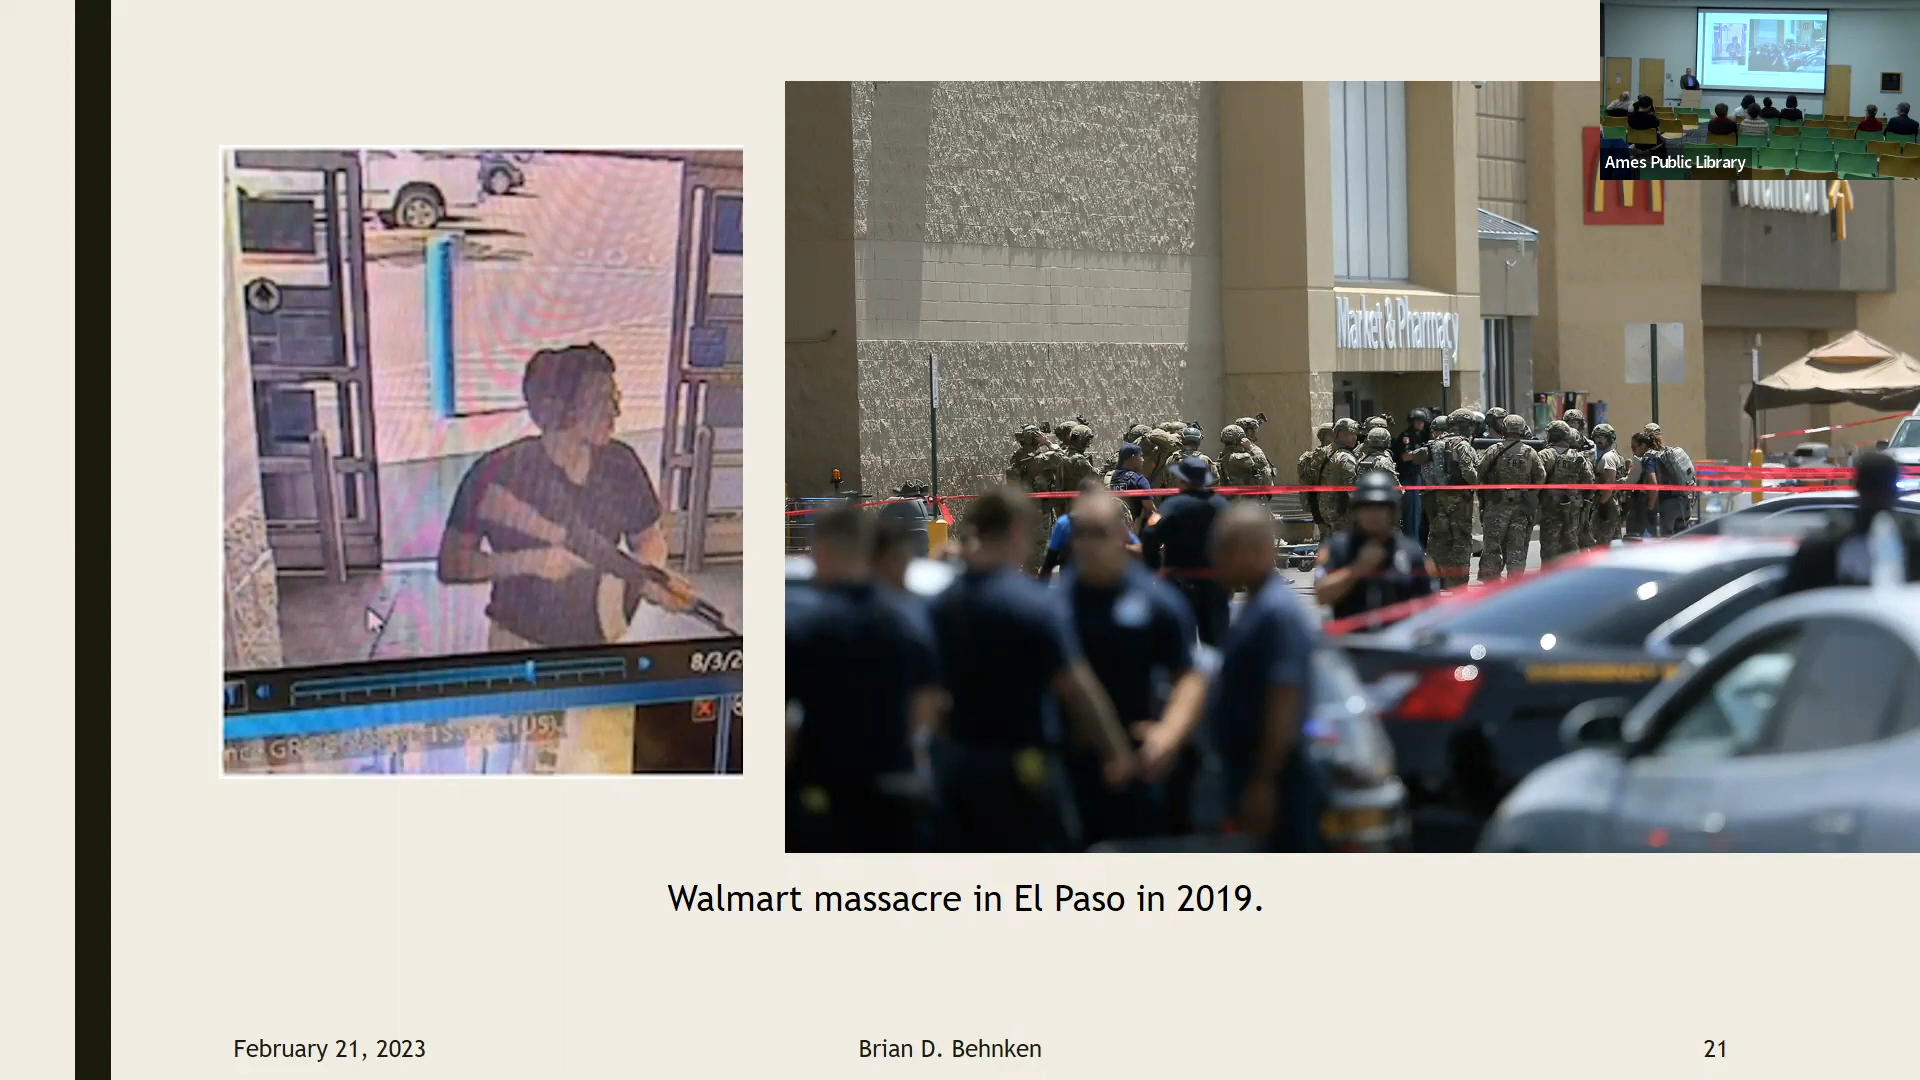 Ames Public Library
Market & Pharmacy
8/3/2
Walmart massacre in El Paso in 2019.
February 21, 2023
Brian D. Behnken
21